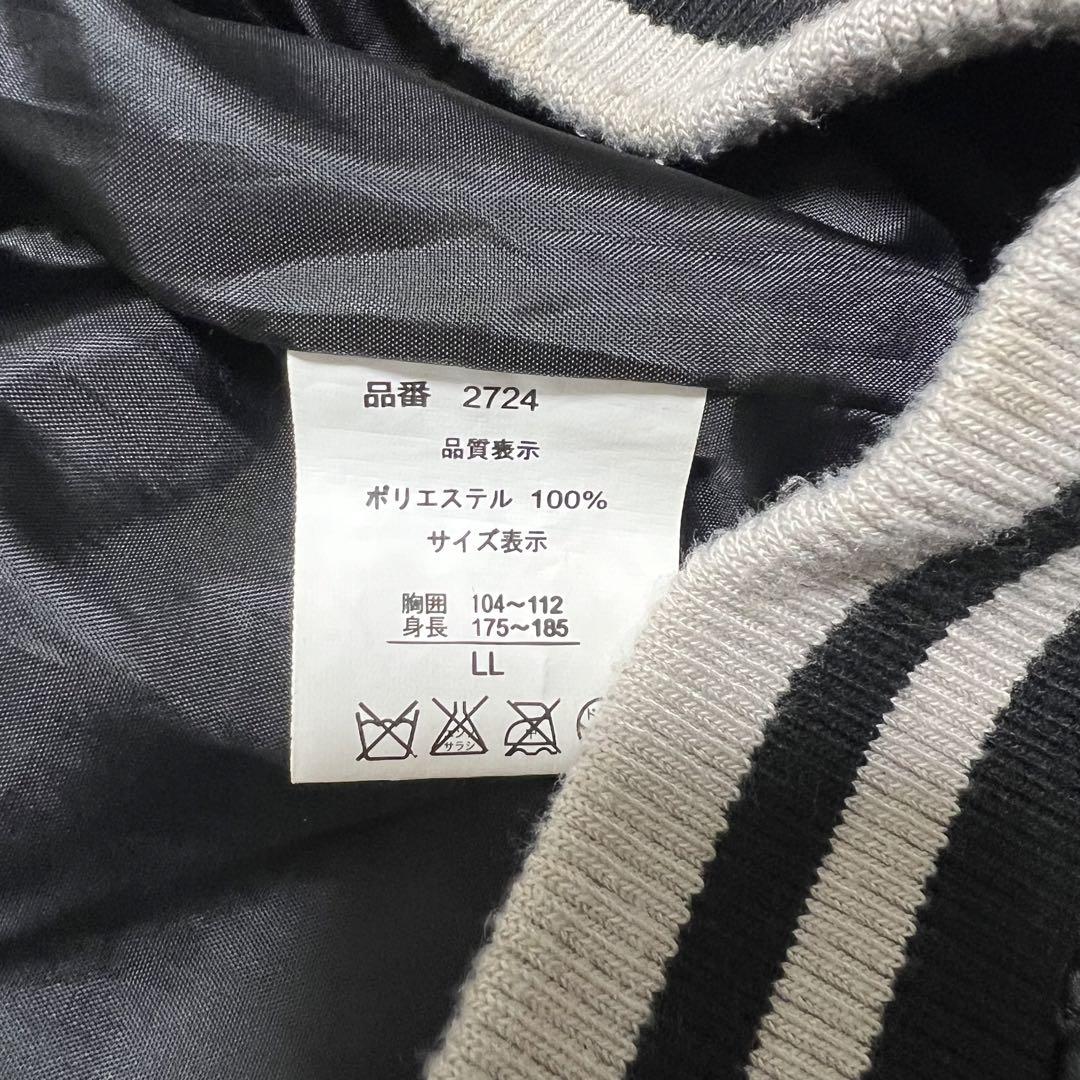 品番 2724
品質表示
ポリエステル 100%
サイズ表示
胸囲 104～112
身長 175～185
LL
サラシ
ド